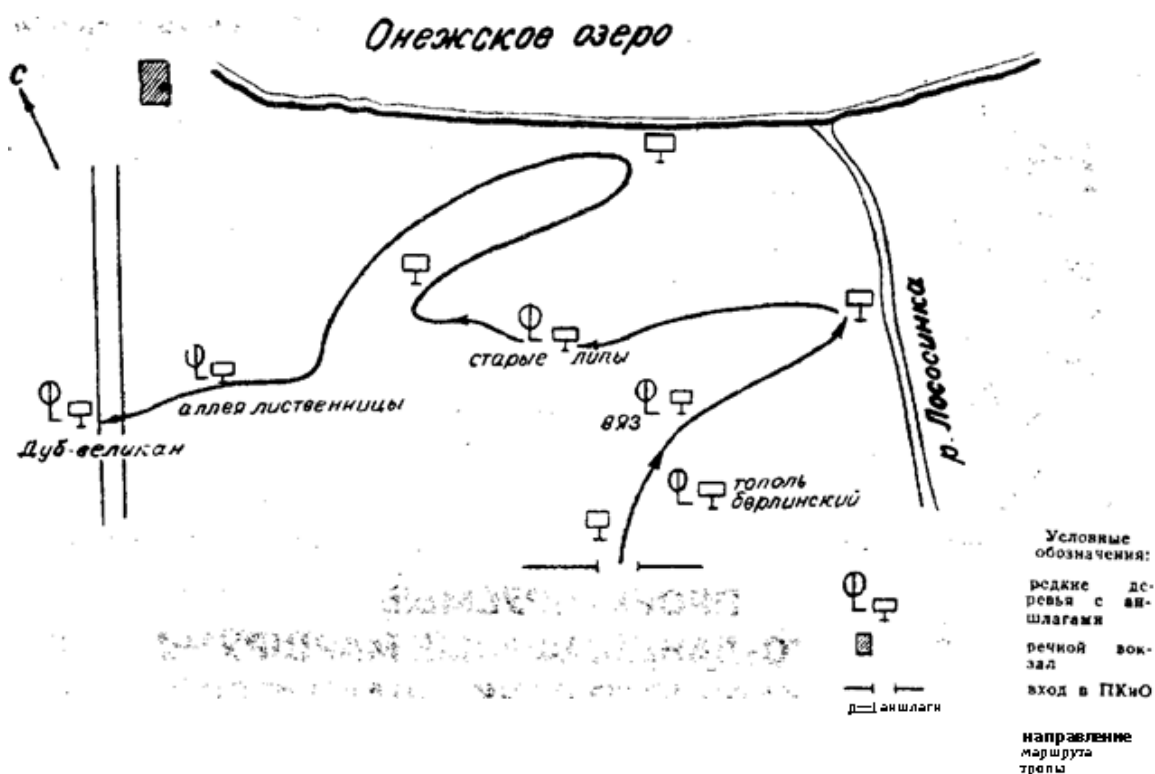 Онежсков озеро
С
р. Лососинка
старые липы
аллея лиственницы
вяз
Дуб-великан
тополь
берлинский
Условные
обозначения:
редкие де-
ревья с ан-
шлагами
речной вок-
зал
вход в ПКиО
аншлаги
направление
маршрута
тропы